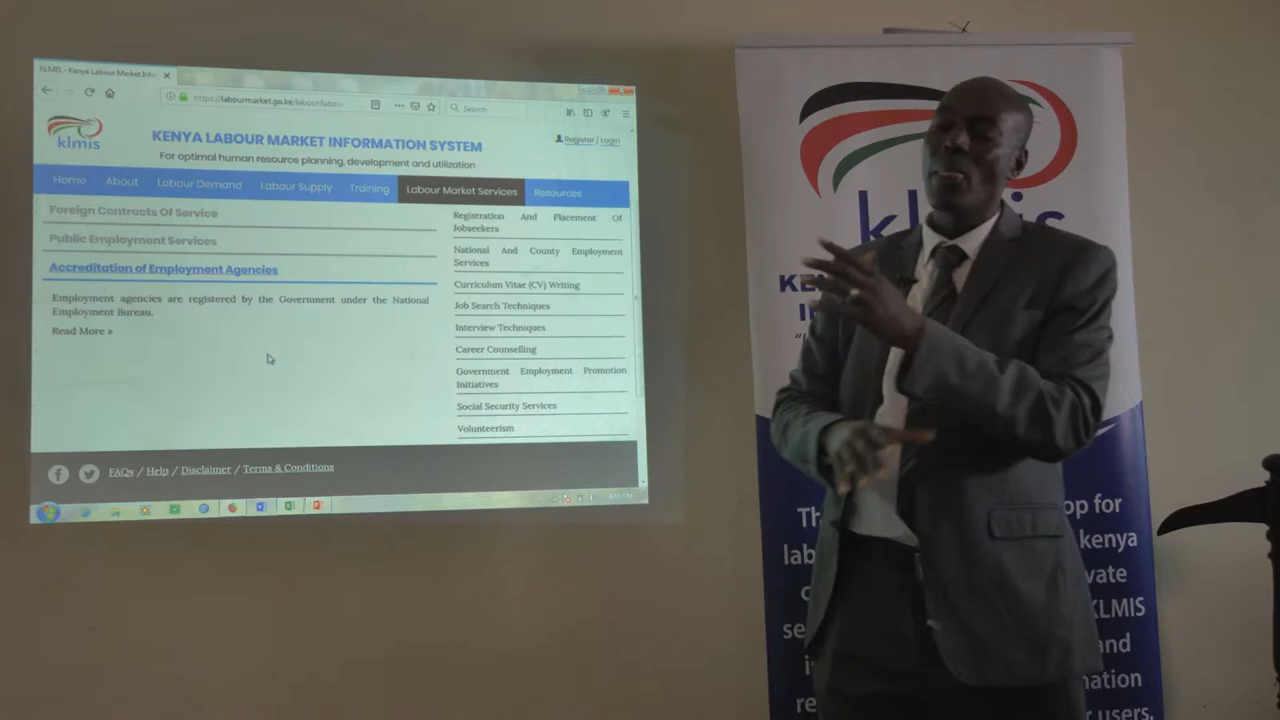 KLMIS - Kenya Labour Market Info
https://labourmarket.go.ke/labour/labou
Search
klmis
KENYA LABOUR MARKET INFORMATION SYSTEM
For optimal human resource planning, development and utilization
Register / Login
Home About Labour Demand Labour Supply Training Labour Market Services Resources
Foreign Contracts Of Service
Public Employment Services
Accreditation of Employment Agencies
Employment agencies are registered by the Government under the National
Employment Bureau.
Read More »
Registration And Placement Of
Jobseekers
National And County Employment
Services
Curriculum Vitae (CV) Writing
Job Search Techniques
Interview Techniques
Career Counselling
Government Employment Promotion
Initiatives
Social Security Services
Volunteerism
FAQs / Help / Disclaimer / Terms & Conditions
op for
kenya
vate
KLMIS
and
users.